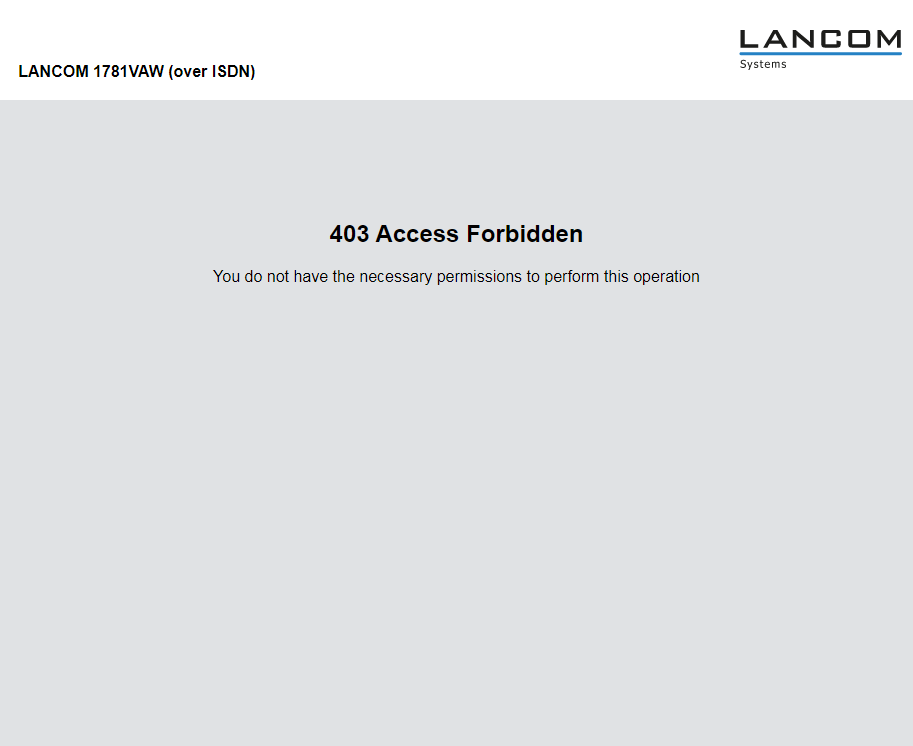 LANCOM
Systems
LANCOM 1781VAW (over ISDN)
403 Access Forbidden
You do not have the necessary permissions to perform this operation